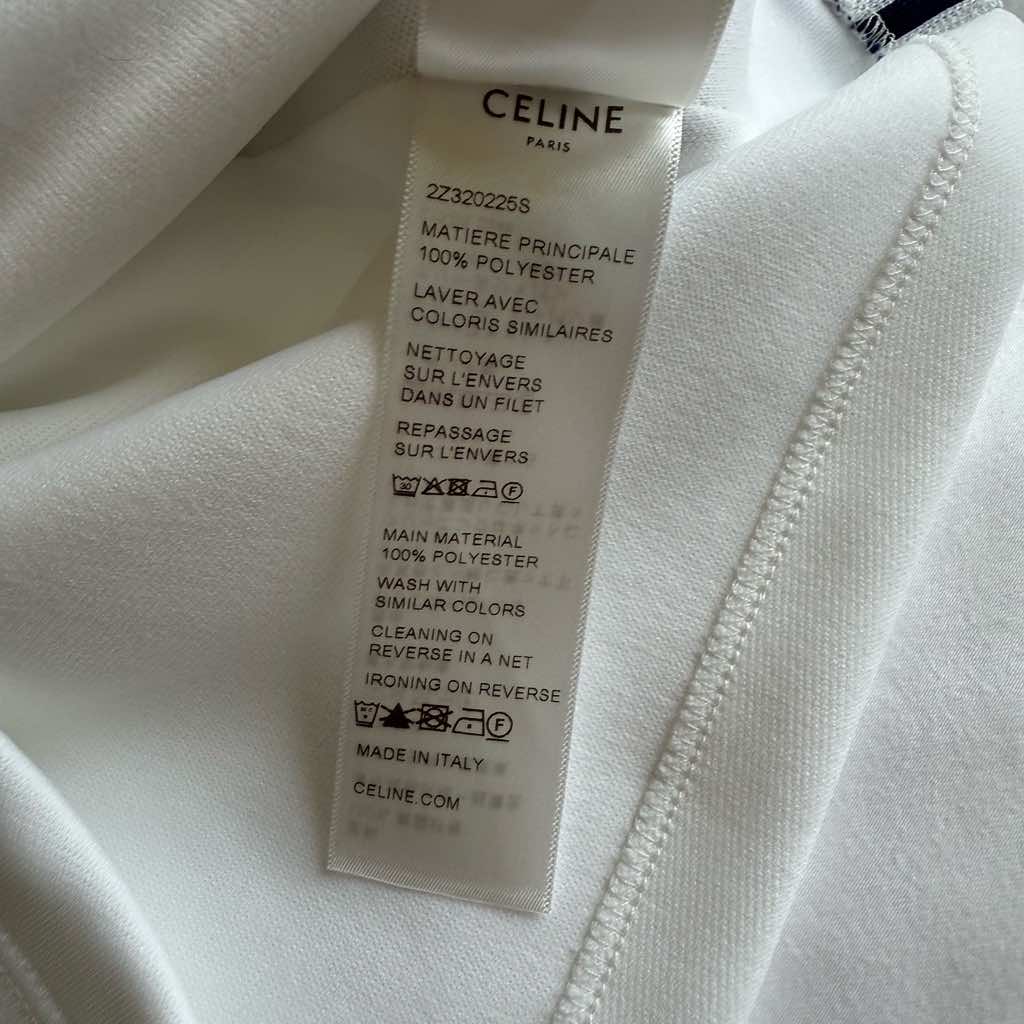 CELINE
PARIS
2Z320225S
MATIERE PRINCIPALE
100% POLYESTER
LAVER AVEC
COLORIS SIMILAIRES
NETTOYAGE
SUR L'ENVERS
DANS UN FILET
REPASSAGE
SUR L'ENVERS
30 F
MAIN MATERIAL
100% POLYESTER
WASH WITH
SIMILAR COLORS
CLEANING ON
REVERSE IN A NET
IRONING ON REVERSE
F
MADE IN ITALY
CELINE.COM